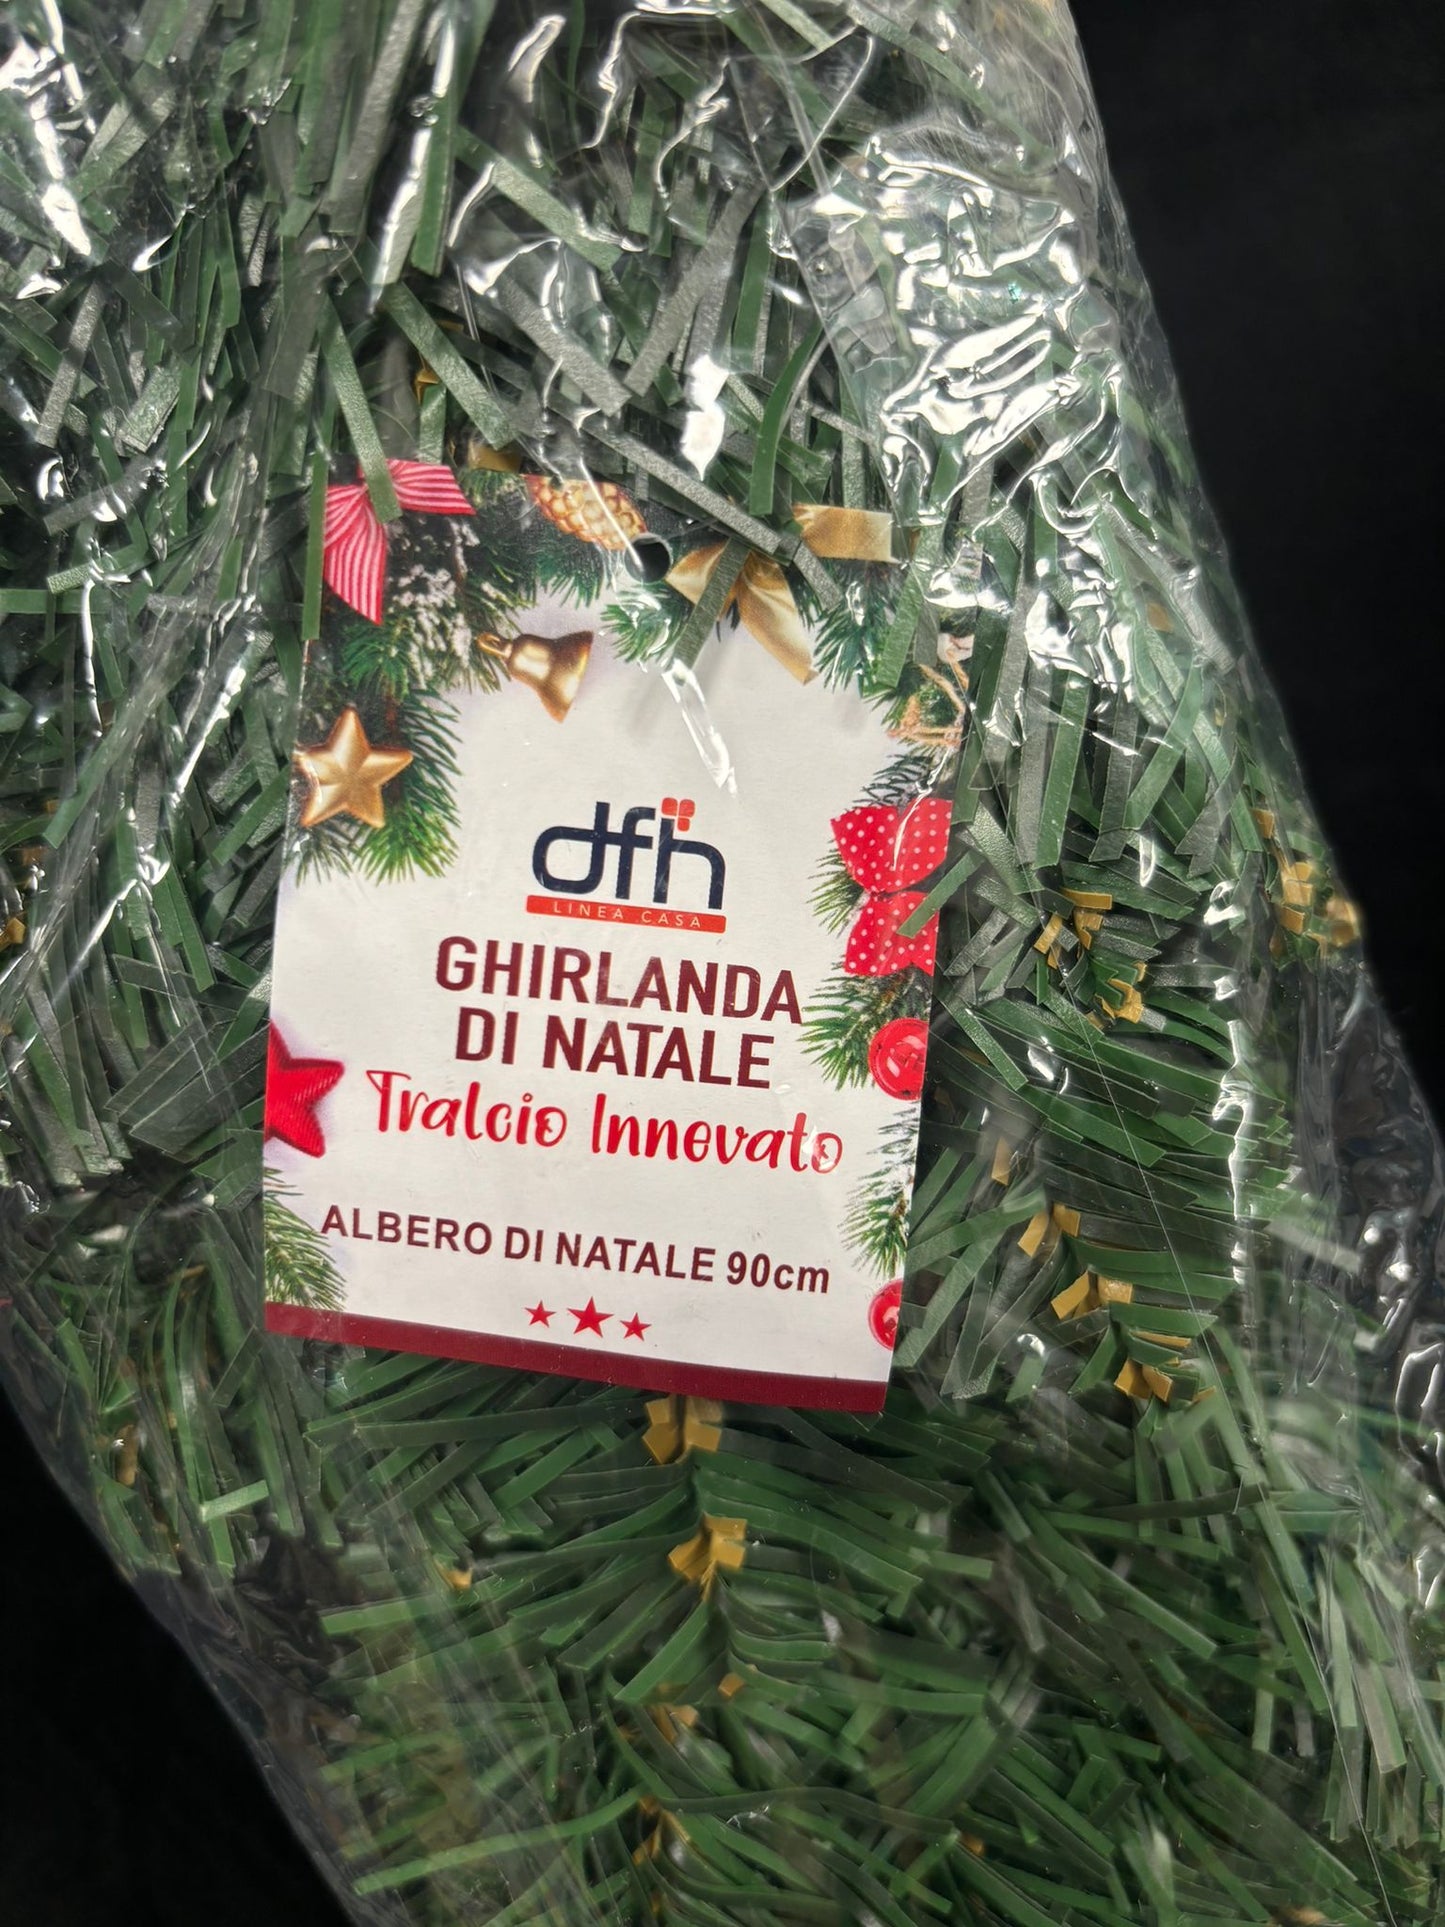 dfh
LINEA CASA
GHIRLANDA
DI NATALE
Tralcio Innevato
ALBERO DI NATALE 90cm